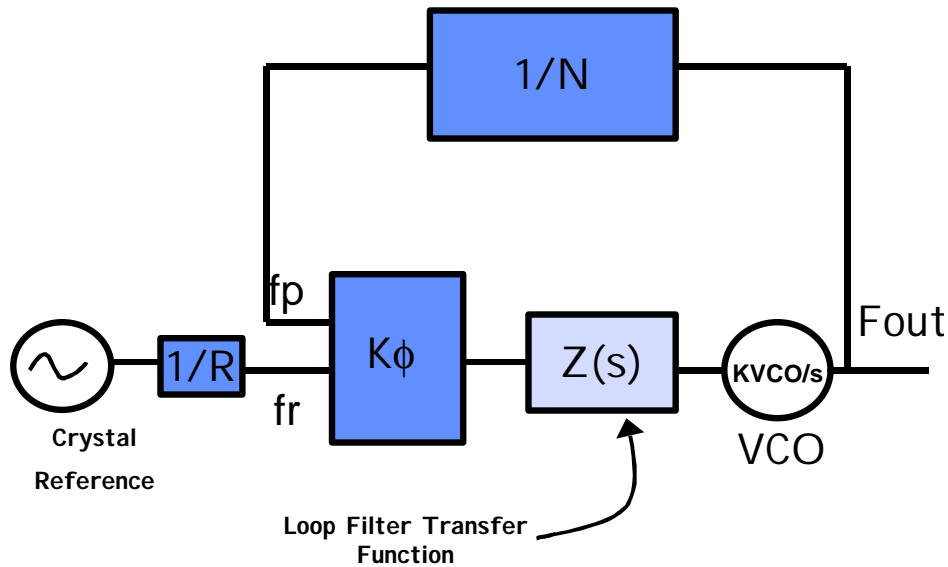 1/N
fp
Fout
1/R
Kϕ
Z(s)
KVCO/s
fr
Crystal
Reference
VCO
Loop Filter Transfer
Function